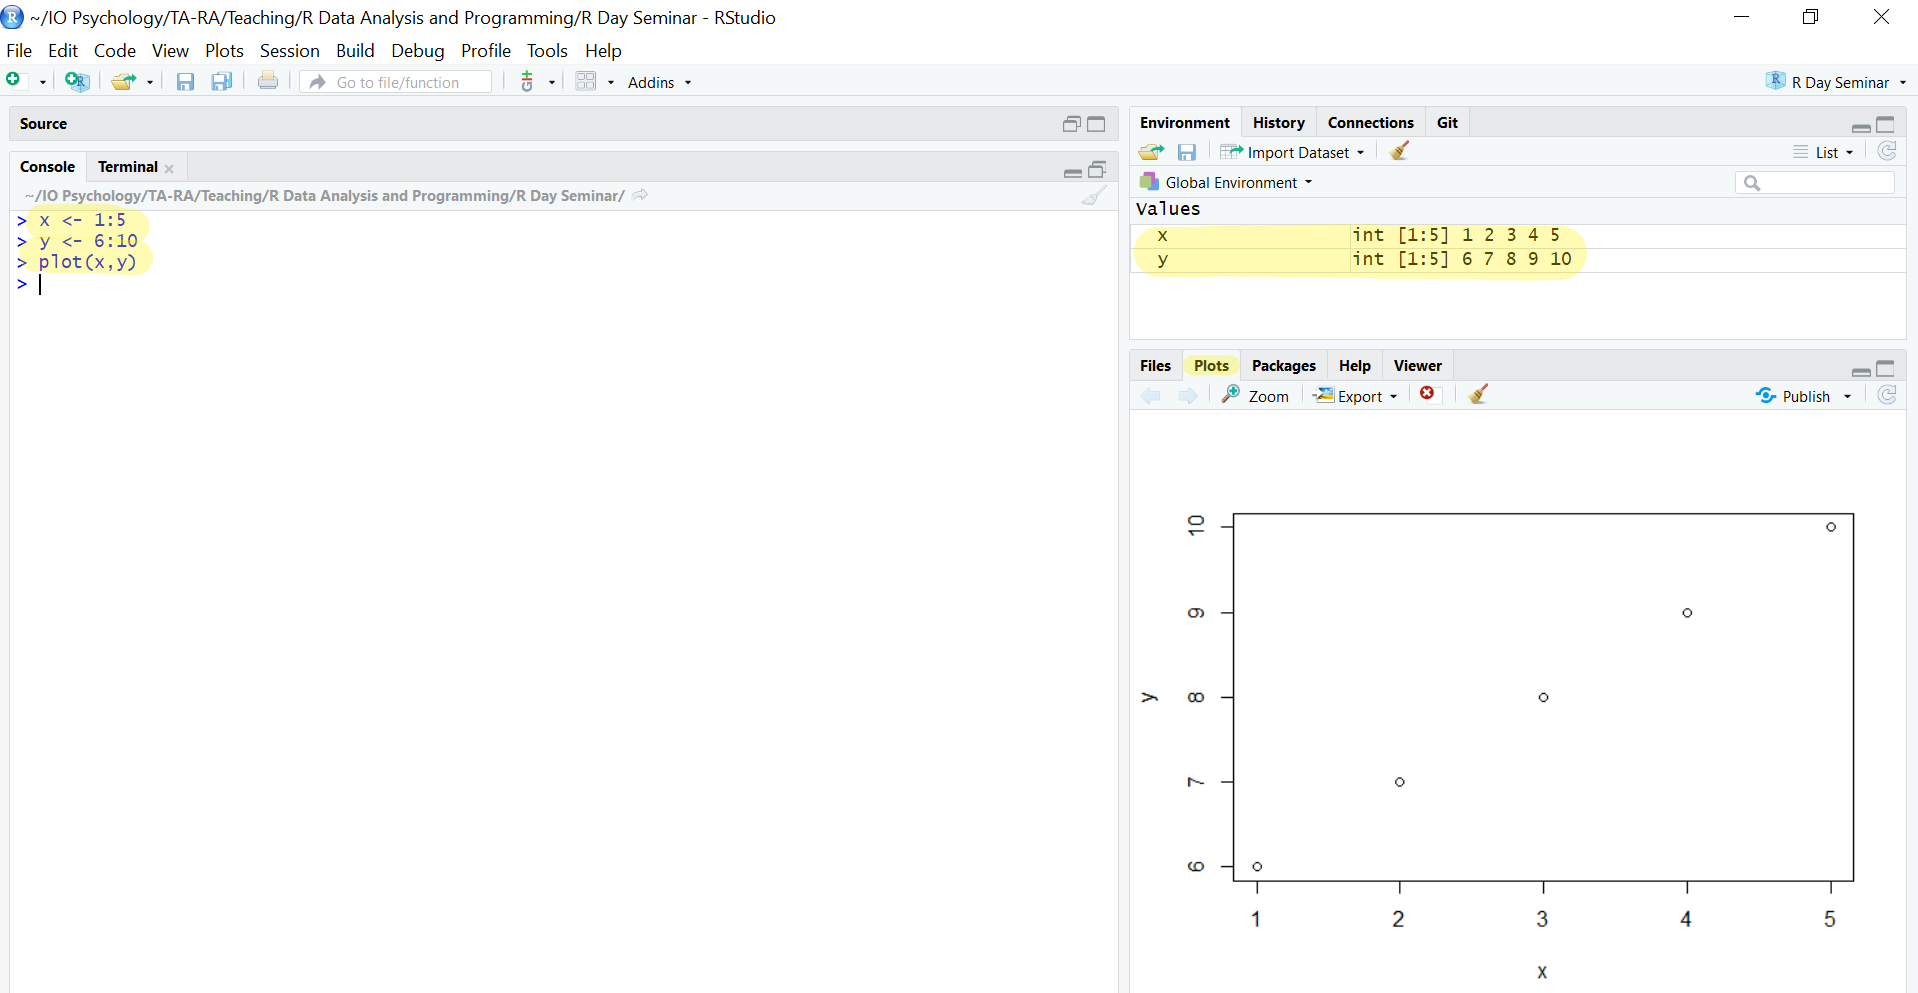 ~/IO Psychology/TA-RA/Teaching/R Data Analysis and Programming/R Day Seminar - RStudio
File Edit Code View Plots Session Build Debug Profile Tools Help
Go to file/function Addins R Day Seminar
Source
Console Terminal
~/IO Psychology/TA-RA/Teaching/R Data Analysis and Programming/R Day Seminar/
> x <- 1:5
> y <- 6:10
> plot(x,y)
>
Environment History Connections Git
Import Dataset List
Global Environment
Values
x int [1:5] 1 2 3 4 5
y int [1:5] 6 7 8 9 10
Files Plots Packages Help Viewer
Zoom Export Publish
10
9
8
7
6
y
1 2 3 4 5
x